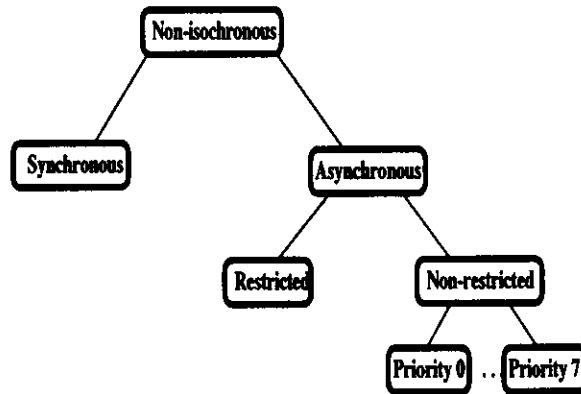 Non-isochronous
Synchronous
Asynchronous
Restricted
Non-restricted
Priority 0 ... Priority 7